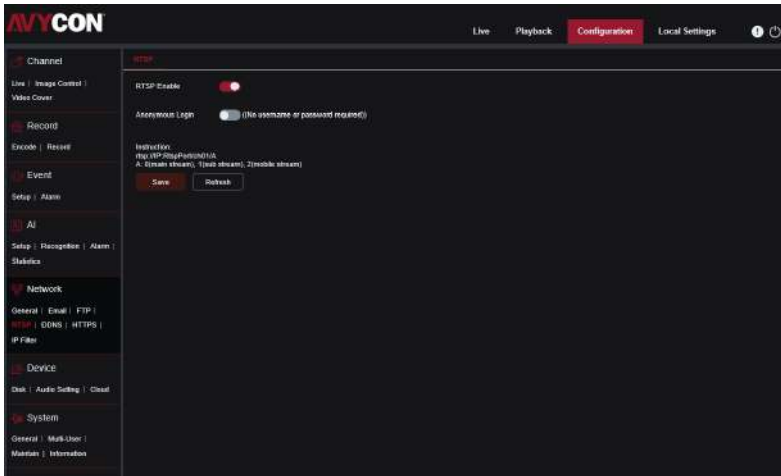 AVYCON
Live Playback Configuration Local Settings
Channel
Live | Image Control |
Video Cover
Record
Encode | Record
Event
Setup | Alarm
AI
Setup | Recognition | Alarm |
Statistics
Network
General | Email | FTP |
RTSP | DDNS | HTTPS |
IP Filter
Device
Disk | Audio Setting | Cloud
System
General | Multi-User |
Maintain | Information
RTSP
RTSP Enable
Anonymous Login ((No username or password required))
Instruction:
rtsp://IP:RtspPort/ch01/A
A: 0(main stream), 1(sub stream), 2(mobile stream)
Save Refresh